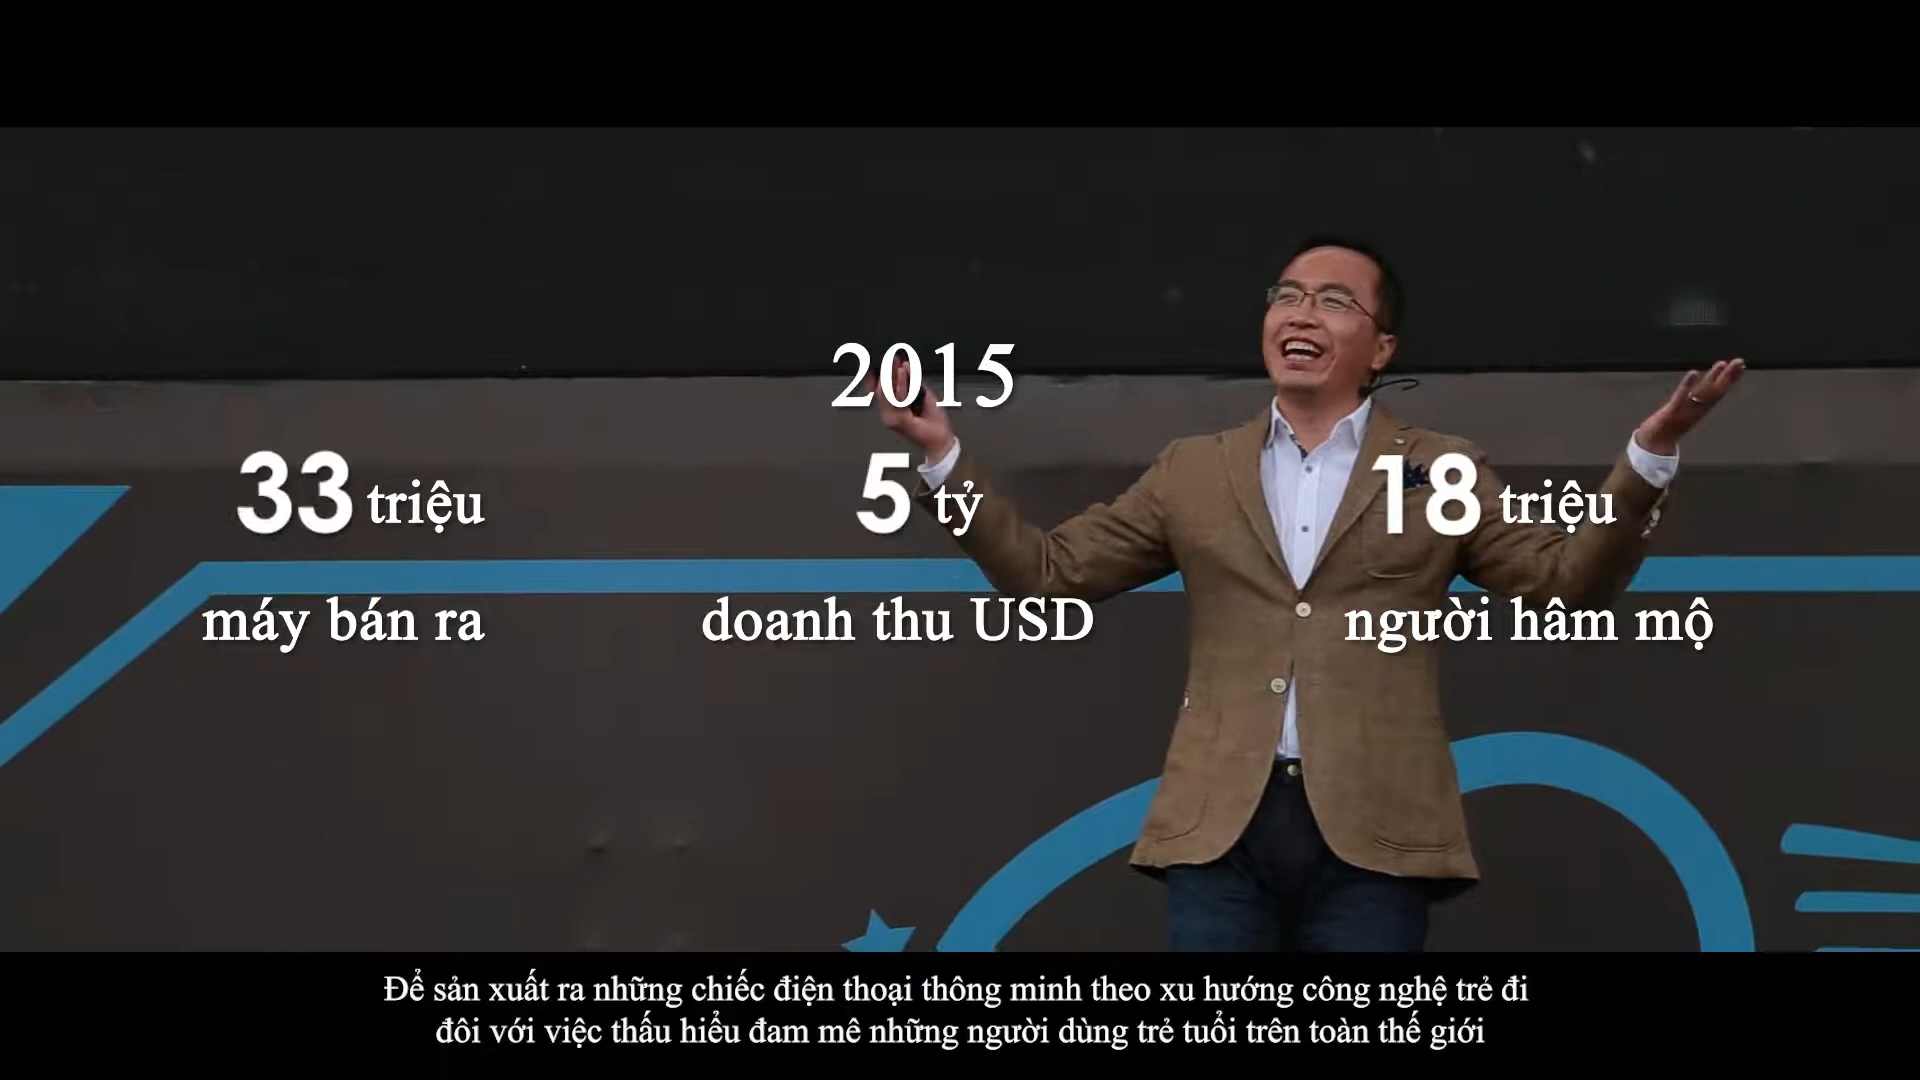 2015
33 triệu
máy bán ra
5 tỷ
doanh thu USD
18 triệu
người hâm mộ
Để sản xuất ra những chiếc điện thoại thông minh theo xu hướng công nghệ trẻ đi
đôi với việc thấu hiểu đam mê những người dùng trẻ tuổi trên toàn thế giới